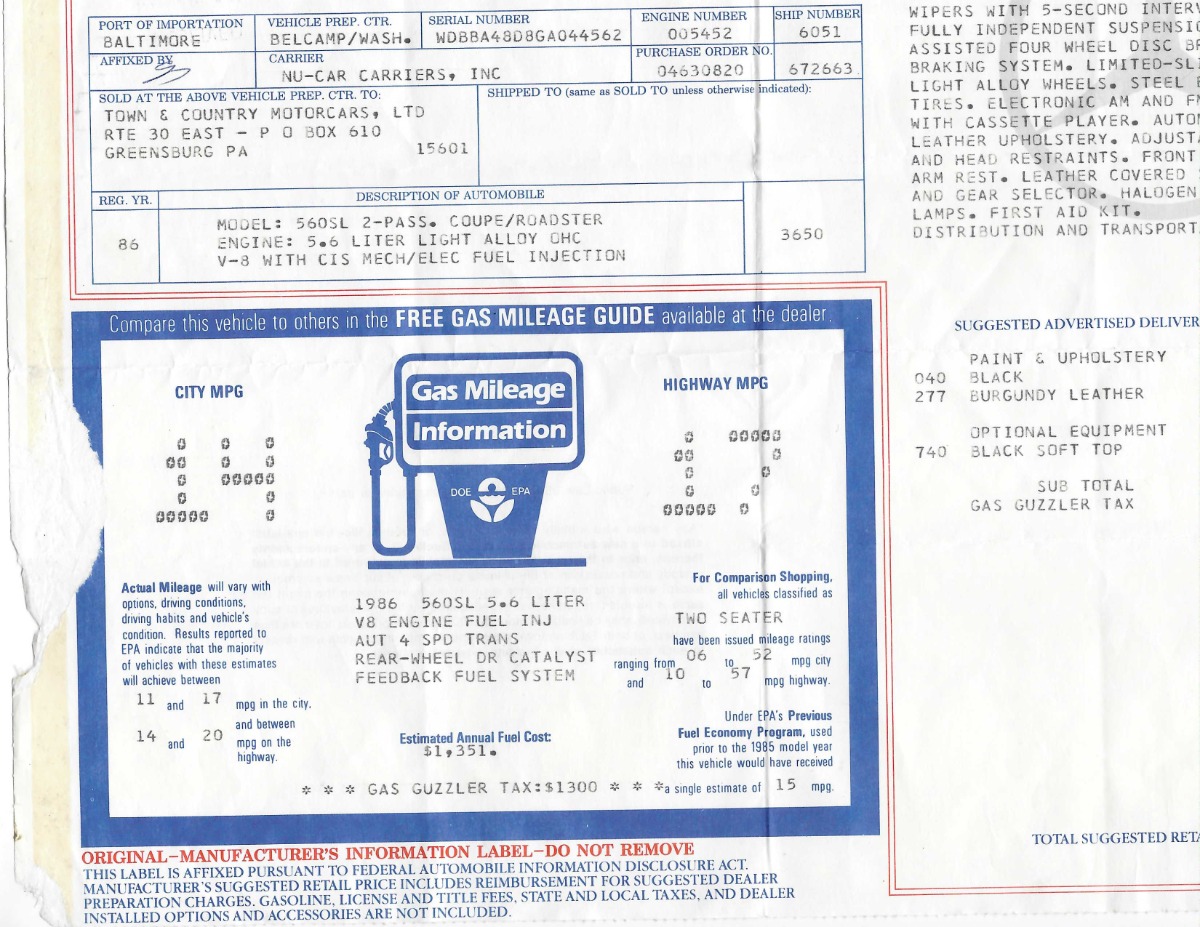 PORT OF IMPORTATION
BALTIMORE
VEHICLE PREP. CTR.
BELCAMP/WASH.
SERIAL NUMBER
WDBBA48D8GA044562
ENGINE NUMBER
005452
SHIP NUMBER
6051
AFFIXED BY
CARRIER
NU-CAR CARRIERS, INC
PURCHASE ORDER NO.
04630820
672663
SOLD AT THE ABOVE VEHICLE PREP. CTR. TO:
TOWN & COUNTRY MOTORCARS, LTD
RTE 30 EAST - P O BOX 610
GREENSBURG PA 15601
SHIPPED TO (same as SOLD TO unless otherwise indicated):
REG. YR.
86
DESCRIPTION OF AUTOMOBILE
MODEL: 560SL 2-PASS. COUPE/ROADSTER
ENGINE: 5.6 LITER LIGHT ALLOY OHC
V-8 WITH CIS MECH/ELEC FUEL INJECTION
3650
WIPERS WITH 5-SECOND INTERV
FULLY INDEPENDENT SUSPENSIO
ASSISTED FOUR WHEEL DISC BR
BRAKING SYSTEM. LIMITED-SLI
LIGHT ALLOY WHEELS. STEEL
TIRES. ELECTRONIC AM AND FM
WITH CASSETTE PLAYER. AUTOM
LEATHER UPHOLSTERY. ADJUSTA
AND HEAD RESTRAINTS. FRONT
ARM REST. LEATHER COVERED
AND GEAR SELECTOR. HALOGEN
LAMPS. FIRST AID KIT.
DISTRIBUTION AND TRANSPORT
Compare this vehicle to others in the FREE GAS MILEAGE GUIDE available at the dealer.
CITY MPG
14
Gas Mileage
Information
DOE EPA
HIGHWAY MPG
17
Actual Mileage will vary with
options, driving conditions,
driving habits and vehicle's
condition. Results reported to
EPA indicate that the majority
of vehicles with these estimates
will achieve between
11 and 17 mpg in the city.
and between
14 and 20 mpg on the
highway.
1986 560SL 5.6 LITER
V8 ENGINE FUEL INJ
AUT 4 SPD TRANS
REAR-WHEEL DR CATALYST
FEEDBACK FUEL SYSTEM
Estimated Annual Fuel Cost:
$1,351.
For Comparison Shopping,
all vehicles classified as
TWO SEATER
have been issued mileage ratings
ranging from 06 to 52 mpg city
and 10 to 57 mpg highway.
Under EPA's Previous
Fuel Economy Program, used
prior to the 1985 model year
this vehicle would have received
a single estimate of 15 mpg.
* * * GAS GUZZLER TAX:$1300 * * *
SUGGESTED ADVERTISED DELIVER
PAINT & UPHOLSTERY
040 BLACK
277 BURGUNDY LEATHER
OPTIONAL EQUIPMENT
740 BLACK SOFT TOP
SUB TOTAL
GAS GUZZLER TAX
TOTAL SUGGESTED RETA
ORIGINAL–MANUFACTURER'S INFORMATION LABEL–DO NOT REMOVE
THIS LABEL IS AFFIXED PURSUANT TO FEDERAL AUTOMOBILE INFORMATION DISCLOSURE ACT.
MANUFACTURER'S SUGGESTED RETAIL PRICE INCLUDES REIMBURSEMENT FOR SUGGESTED DEALER
PREPARATION CHARGES. GASOLINE, LICENSE AND TITLE FEES, STATE AND LOCAL TAXES, AND DEALER
INSTALLED OPTIONS AND ACCESSORIES ARE NOT INCLUDED.